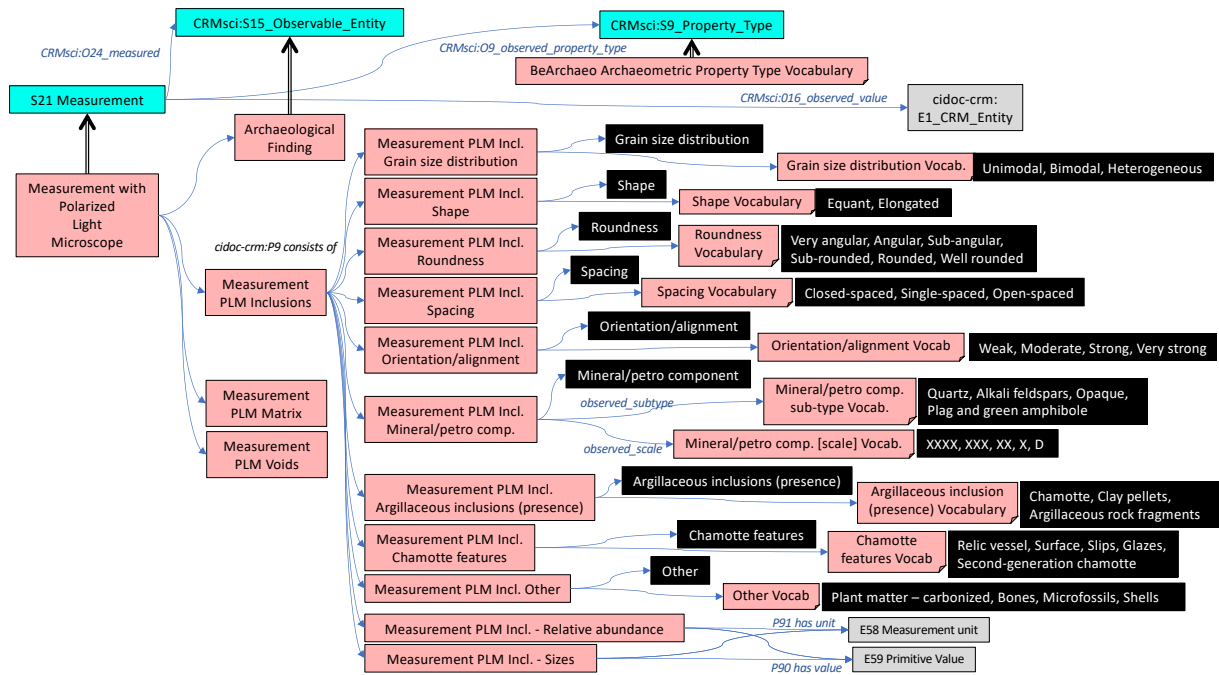 CRMsci:S15_Observable_Entity
CRMsci:S9_Property_Type
CRMsci:O24_measured
CRMsci:O9_observed_property_type
BeArchaeo Archaeometric Property Type Vocabulary
S21 Measurement
CRMsci:016_observed_value
cidoc-crm:
E1_CRM_Entity
Archaeological
Finding
Measurement with
Polarized
Light
Microscope
cidoc-crm:P9 consists of
Measurement
PLM Inclusions
Measurement
PLM Matrix
Measurement
PLM Voids
Measurement PLM Incl.
Grain size distribution
Grain size distribution
Grain size distribution Vocab.
Unimodal, Bimodal, Heterogeneous
Measurement PLM Incl.
Shape
Shape
Shape Vocabulary
Equant, Elongated
Measurement PLM Incl.
Roundness
Roundness
Roundness
Vocabulary
Very angular, Angular, Sub-angular,
Sub-rounded, Rounded, Well rounded
Measurement PLM Incl.
Spacing
Spacing
Spacing Vocabulary
Closed-spaced, Single-spaced, Open-spaced
Measurement PLM Incl.
Orientation/alignment
Orientation/alignment
Orientation/alignment Vocab
Weak, Moderate, Strong, Very strong
Measurement PLM Incl.
Mineral/petro comp.
Mineral/petro component
observed_subtype
Mineral/petro comp.
sub-type Vocab.
Quartz, Alkali feldspars, Opaque,
Plag and green amphibole
observed_scale
Mineral/petro comp. [scale] Vocab.
XXXX, XXX, XX, X, D
Measurement PLM Incl.
Argillaceous inclusions (presence)
Argillaceous inclusions (presence)
Argillaceous inclusion
(presence) Vocabulary
Chamotte, Clay pellets,
Argillaceous rock fragments
Measurement PLM Incl.
Chamotte features
Chamotte features
Chamotte
features Vocab
Relic vessel, Surface, Slips, Glazes,
Second-generation chamotte
Measurement PLM Incl. Other
Other
Other Vocab
Plant matter – carbonized, Bones, Microfossils, Shells
Measurement PLM Incl. - Relative abundance
P91 has unit
E58 Measurement unit
Measurement PLM Incl. - Sizes
P90 has value
E59 Primitive Value